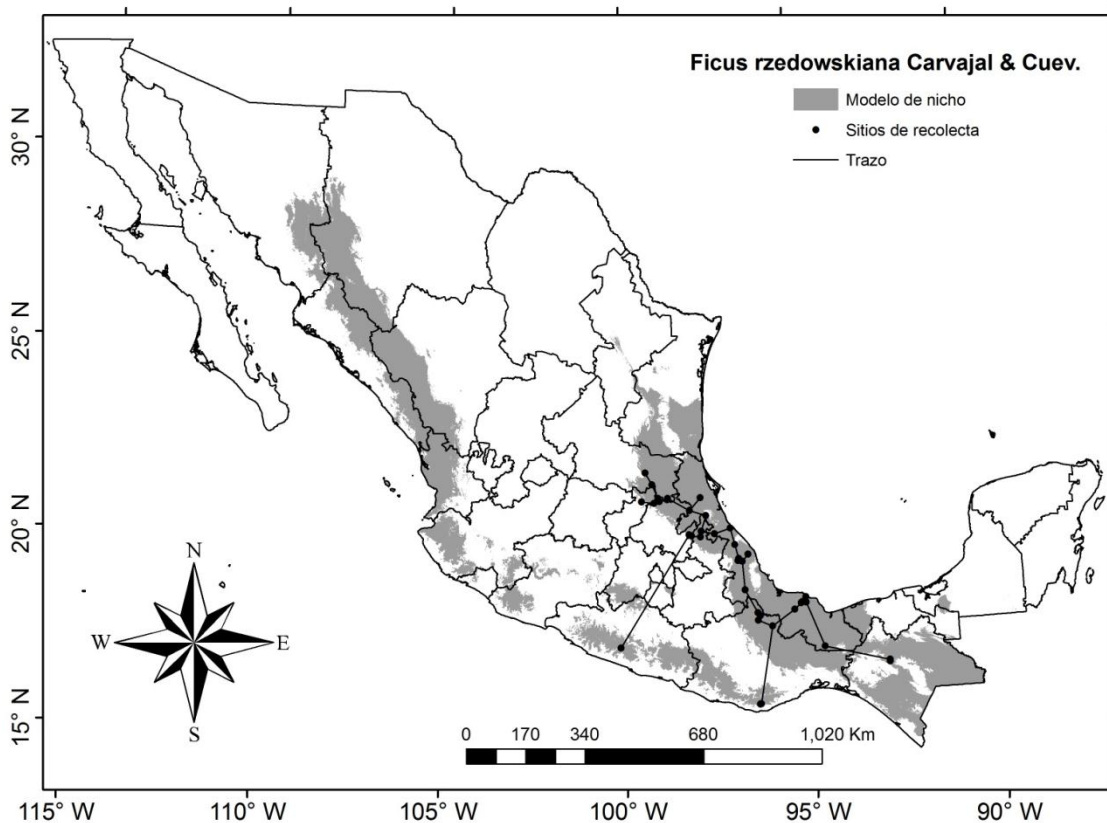 Ficus rzedowskiana Carvajal & Cuev.
Modelo de nicho
Sitios de recolecta
Trazo
30° N
25° N
20° N
15° N
N
W
E
S
0 170 340 680 1,020 Km
115° W 110° W 105° W 100° W 95° W 90° W